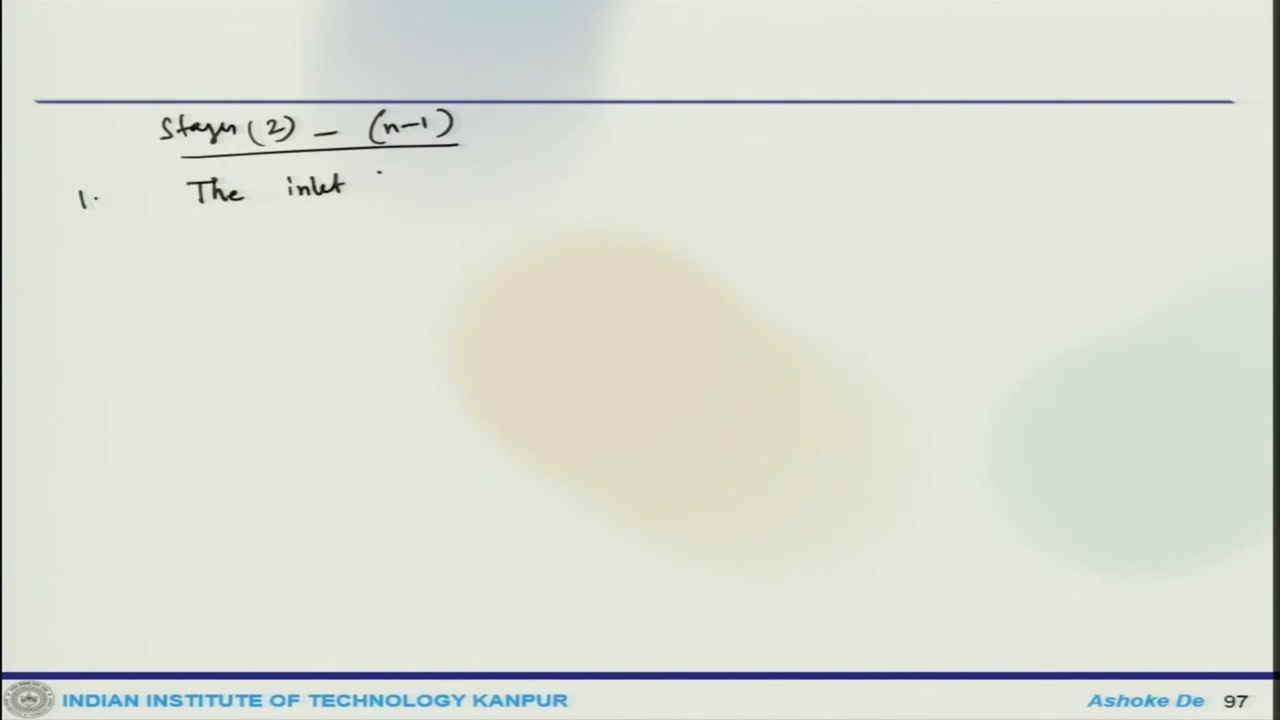 Stages (2) - (n-1)
1. The inlet
INDIAN INSTITUTE OF TECHNOLOGY KANPUR
Ashoke De 97